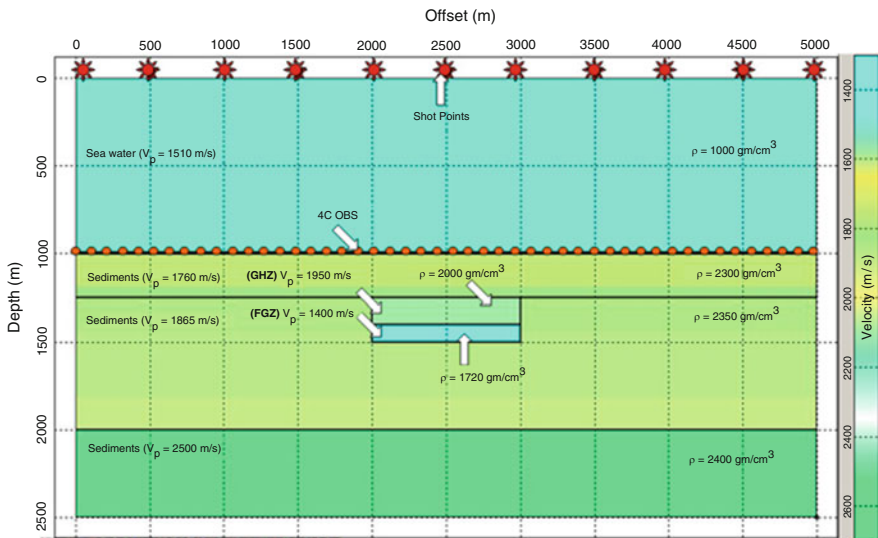 Offset (m)
0 500 1000 1500 2000 2500 3000 3500 4000 4500 5000
Shot Points
Sea water (Vp = 1510 m/s)
ρ = 1000 gm/cm3
4C OBS
Sediments (Vp = 1760 m/s)
(GHZ) Vp = 1950 m/s
ρ = 2000 gm/cm3
ρ = 2300 gm/cm3
Sediments (Vp = 1865 m/s)
(FGZ) Vp = 1400 m/s
ρ = 2350 gm/cm3
ρ = 1720 gm/cm3
Sediments (Vp = 2500 m/s)
ρ = 2400 gm/cm3
Depth (m)
0
500
1000
1500
2000
2500
Velocity (m/s)
1400
1600
1800
2000
2200
2400
2600